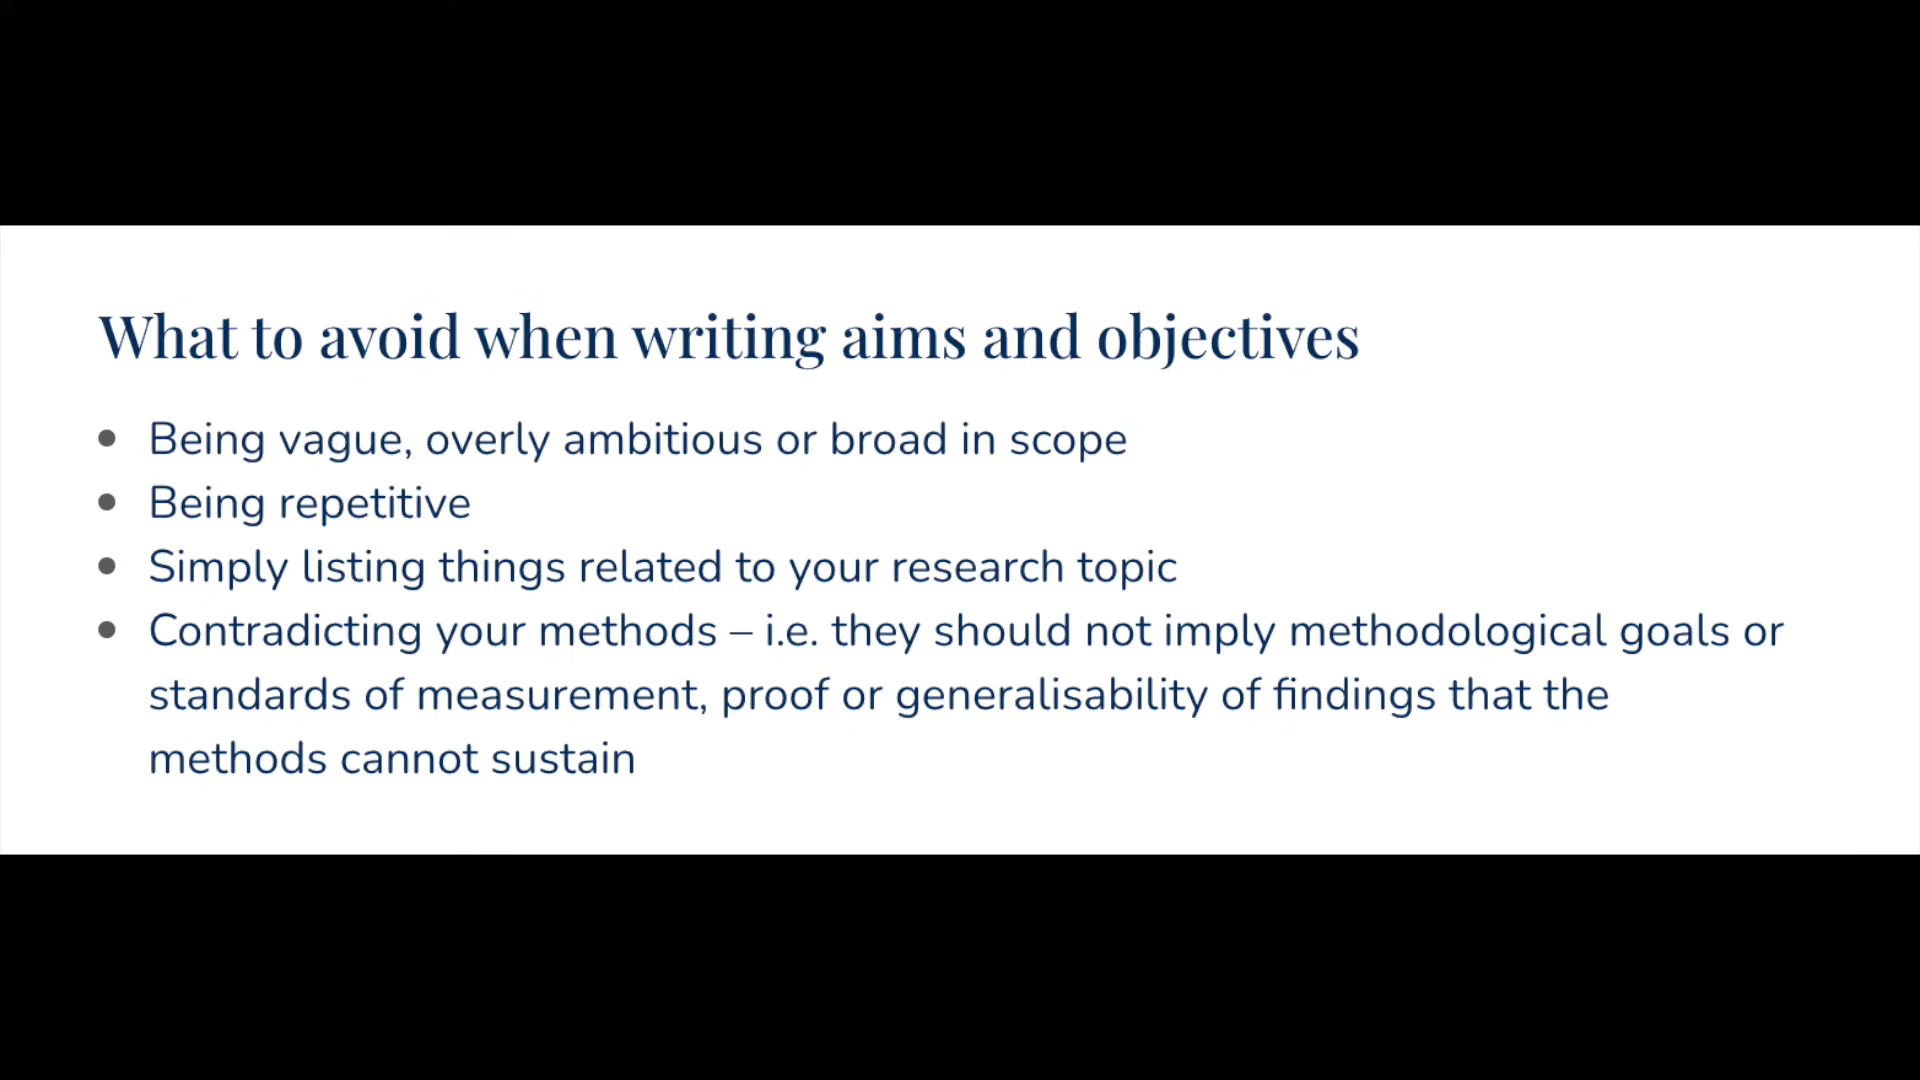 What to avoid when writing aims and objectives
• Being vague, overly ambitious or broad in scope
• Being repetitive
• Simply listing things related to your research topic
• Contradicting your methods – i.e. they should not imply methodological goals or
standards of measurement, proof or generalisability of findings that the
methods cannot sustain